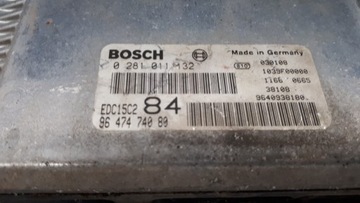 BOSCH
Made in Germany
0 281 011 132
030108
1039F00000
1166 0665
38108
9640938180.
EDC15C2
84
96 474 740 80